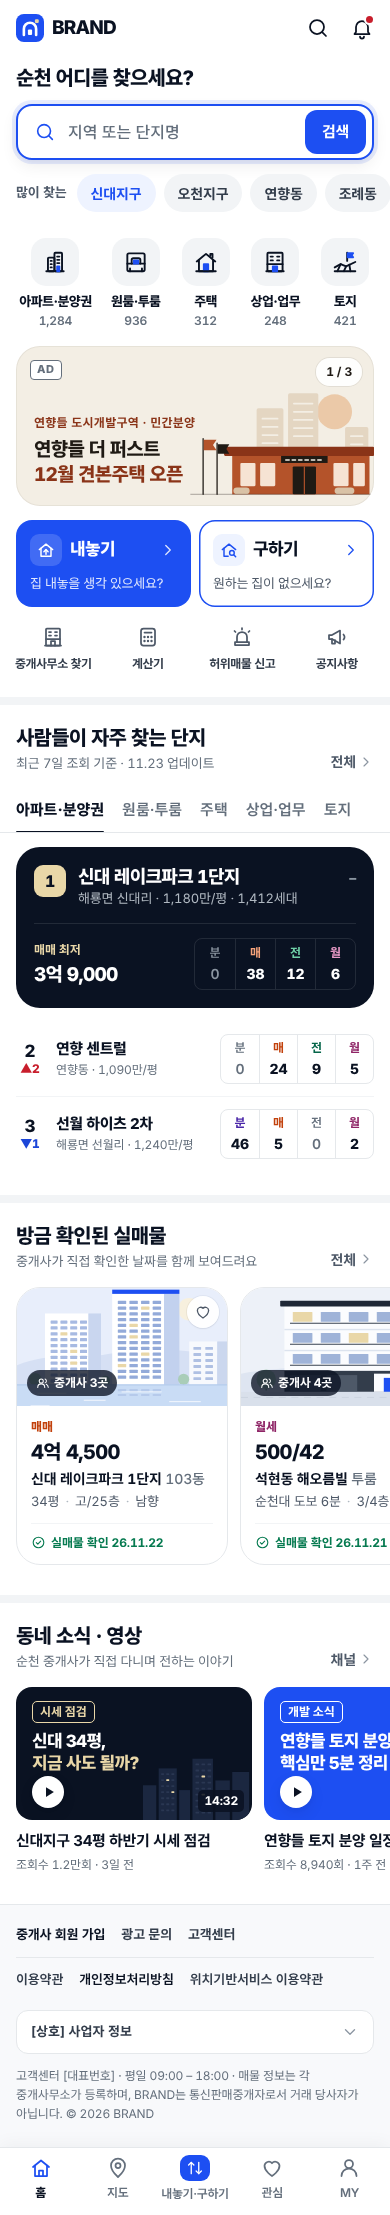 BRAND
순천 어디를 찾으세요?
지역 또는 단지명
검색
많이 찾는 신대지구 오천지구 연향동 조례동
아파트·분양권 원룸·투룸 주택 상업·업무 토지
1,284 936 312 248 421
AD
1 / 3
연향들 도시개발구역 · 민간분양
연향들 더 퍼스트
12월 견본주택 오픈
내놓기
집 내놓을 생각 있으세요?
구하기
원하는 집이 없으세요?
중개사무소 찾기 계산기 허위매물 신고 공지사항
사람들이 자주 찾는 단지
최근 7일 조회 기준 · 11.23 업데이트
전체
아파트·분양권 원룸·투룸 주택 상업·업무 토지
1
신대 레이크파크 1단지
–
해룡면 신대리 · 1,180만/평 · 1,412세대
매매 최저
3억 9,000
분 매 전 월
0 38 12 6
2
▲2
연향 센트럴
연향동 · 1,090만/평
분 매 전 월
0 24 9 5
3
▼1
선월 하이츠 2차
해룡면 선월리 · 1,240만/평
분 매 전 월
46 5 0 2
방금 확인된 실매물
중개사가 직접 확인한 날짜를 함께 보여드려요
전체
중개사 3곳
매매
4억 4,500
신대 레이크파크 1단지 103동
34평 · 고/25층 · 남향
실매물 확인 26.11.22
중개사 4곳
월세
500/42
석현동 해오름빌 투룸
순천대 도보 6분 · 3/4층
실매물 확인 26.11.21
동네 소식 · 영상
순천 중개사가 직접 다니며 전하는 이야기
채널
시세 점검
신대 34평,
지금 사도 될까?
14:32
신대지구 34평 하반기 시세 점검
조회수 1.2만회 · 3일 전
개발 소식
연향들 토지 분양
핵심만 5분 정리
연향들 토지 분양 일정
조회수 8,940회 · 1주 전
중개사 회원 가입 광고 문의 고객센터
이용약관 개인정보처리방침 위치기반서비스 이용약관
[상호] 사업자 정보
고객센터 [대표번호] · 평일 09:00 – 18:00 · 매물 정보는 각
중개사무소가 등록하며, BRAND는 통신판매중개자로서 거래 당사자가
아닙니다. © 2026 BRAND
홈 지도 내놓기·구하기 관심 MY